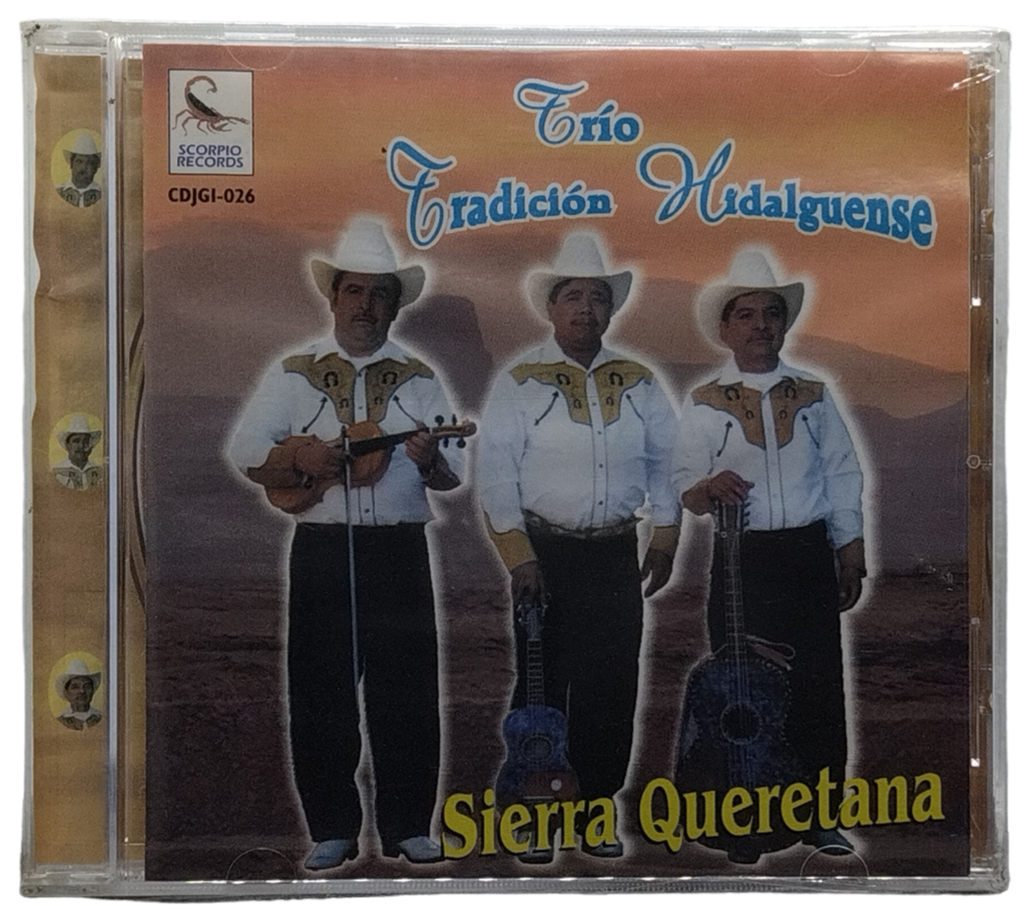 SCORPIO
RECORDS
CDJGI-026
Trío
Tradición Hidalguense
Sierra Queretana